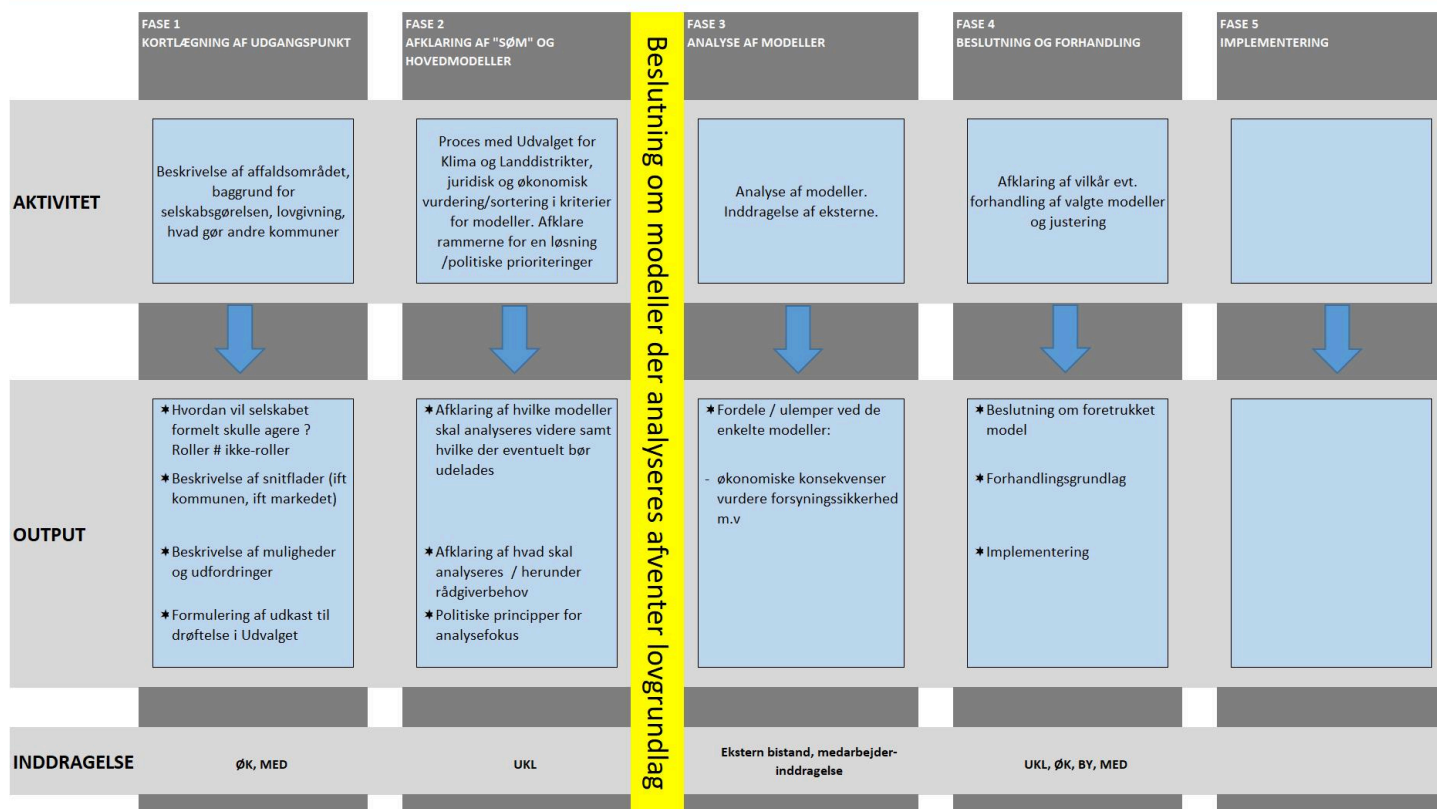 FASE 1
KORTLÆGNING AF UDGANGSPUNKT
FASE 2
AFKLARING AF "SØM" OG
HOVEDMODELLER
FASE 3
ANALYSE AF MODELLER
FASE 4
BESLUTNING OG FORHANDLING
FASE 5
IMPLEMENTERING
Beslutning om modeller der analyseres afventer lovgrundlag
AKTIVITET
Beskrivelse af affaldsområdet,
baggrund for
selskabsgørelsen, lovgivning,
hvad gør andre kommuner
Proces med Udvalget for
Klima og Landdistrikter,
juridisk og økonomisk
vurdering/sortering i kriterier
for modeller. Afklare
rammerne for en løsning
/politiske prioriteringer
Analyse af modeller.
Inddragelse af eksterne.
Afklaring af vilkår evt.
forhandling af valgte modeller
og justering
OUTPUT
✶ Hvordan vil selskabet
formelt skulle agere ?
Roller # ikke-roller
✶ Beskrivelse af snitflader (ift
kommunen, ift markedet)
✶ Beskrivelse af muligheder
og udfordringer
✶ Formulering af udkast til
drøftelse i Udvalget
✶ Afklaring af hvilke modeller
skal analyseres videre samt
hvilke der eventuelt bør
udelades
✶ Afklaring af hvad skal
analyseres / herunder
rådgiverbehov
✶ Politiske principper for
analysefokus
✶ Fordele / ulemper ved de
enkelte modeller:
- økonomiske konsekvenser
vurdere forsyningssikkerhed
m.v
✶ Beslutning om foretrukket
model
✶ Forhandlingsgrundlag
✶ Implementering
INDDRAGELSE
ØK, MED
UKL
Ekstern bistand, medarbejder-
inddragelse
UKL, ØK, BY, MED